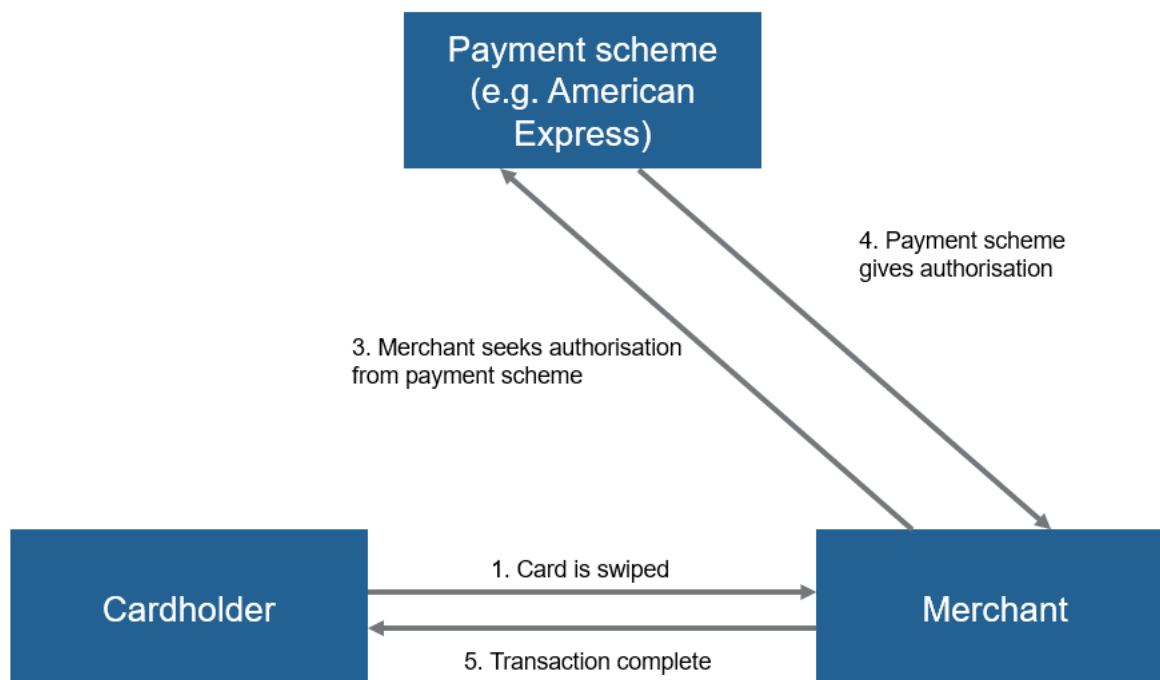 Payment scheme
(e.g. American
Express)
4. Payment scheme
gives authorisation
3. Merchant seeks authorisation
from payment scheme
1. Card is swiped
Cardholder
Merchant
5. Transaction complete